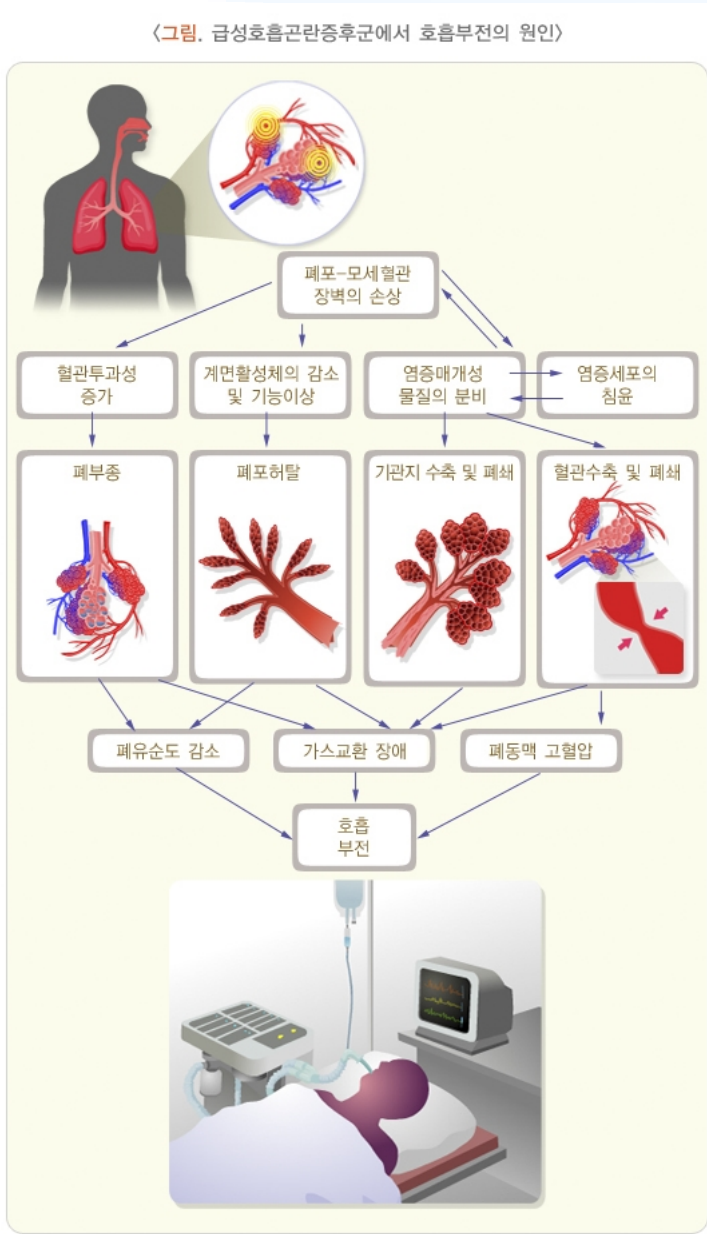 <그림. 급성호흡곤란증후군에서 호흡부전의 원인>
폐포-모세혈관
장벽의 손상
혈관투과성
증가
계면활성체의 감소
및 기능이상
염증매개성
물질의 분비
염증세포의
침윤
폐부종
폐포허탈
기관지 수축 및 폐쇄
혈관수축 및 폐쇄
폐유순도 감소
가스교환 장애
폐동맥 고혈압
호흡
부전